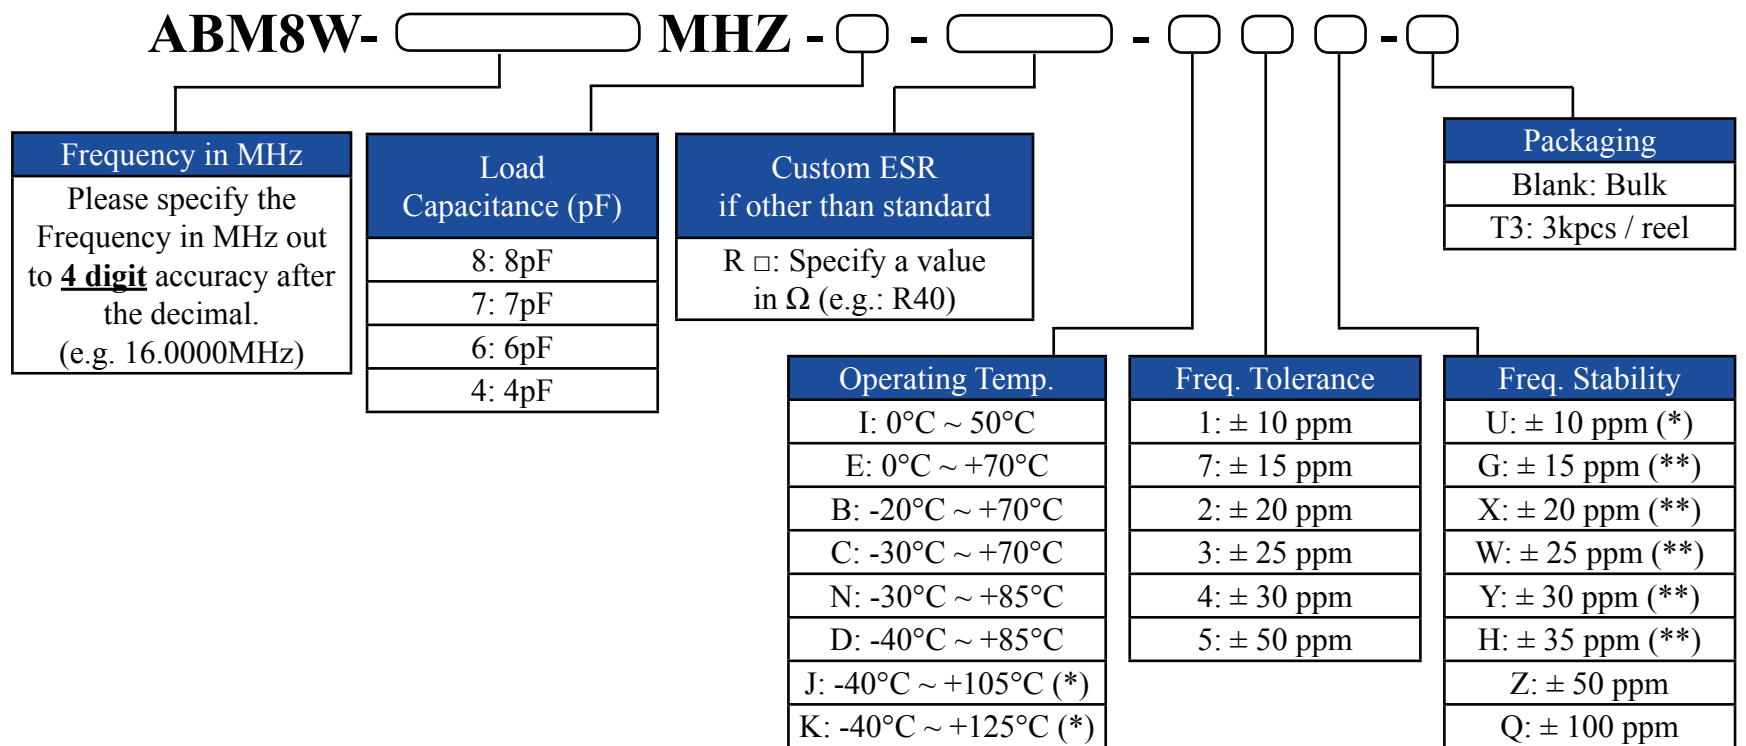 ABM8W- MHZ - - - -
Frequency in MHz
Please specify the
Frequency in MHz out
to 4 digit accuracy after
the decimal.
(e.g. 16.0000MHz)
Load
Capacitance (pF)
8: 8pF
7: 7pF
6: 6pF
4: 4pF
Custom ESR
if other than standard
R □: Specify a value
in Ω (e.g.: R40)
Packaging
Blank: Bulk
T3: 3kpcs / reel
Operating Temp.
I: 0°C ~ 50°C
E: 0°C ~ +70°C
B: -20°C ~ +70°C
C: -30°C ~ +70°C
N: -30°C ~ +85°C
D: -40°C ~ +85°C
J: -40°C ~ +105°C (*)
K: -40°C ~ +125°C (*)
Freq. Tolerance
1: ± 10 ppm
7: ± 15 ppm
2: ± 20 ppm
3: ± 25 ppm
4: ± 30 ppm
5: ± 50 ppm
Freq. Stability
U: ± 10 ppm (*)
G: ± 15 ppm (**)
X: ± 20 ppm (**)
W: ± 25 ppm (**)
Y: ± 30 ppm (**)
H: ± 35 ppm (**)
Z: ± 50 ppm
Q: ± 100 ppm